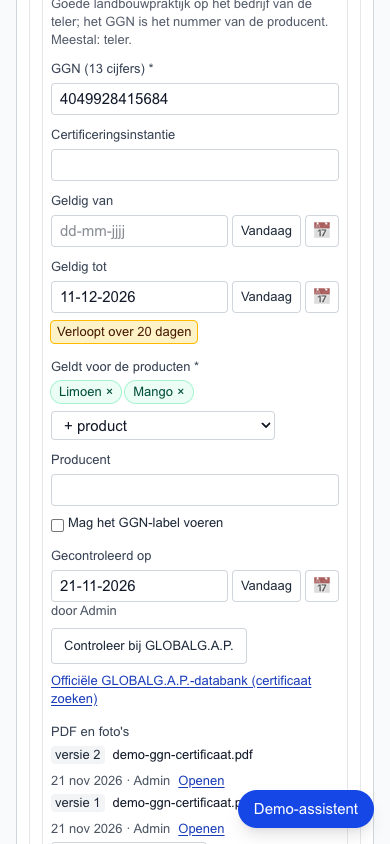 Goede landbouwpraktijk op het bedrijf van de
teler; het GGN is het nummer van de producent.
Meestal: teler.
GGN (13 cijfers) *
4049928415684
Certificeringsinstantie
Geldig van
dd-mm-jjjj Vandaag
Geldig tot
11-12-2026 Vandaag
Verloopt over 20 dagen
Geldt voor de producten *
Limoen × Mango ×
+ product
Producent
Mag het GGN-label voeren
Gecontroleerd op
21-11-2026 Vandaag
door Admin
Controleer bij GLOBALG.A.P.
Officiële GLOBALG.A.P.-databank (certificaat
zoeken)
PDF en foto's
versie 2 demo-ggn-certificaat.pdf
21 nov 2026 · Admin Openen
versie 1 demo-ggn-certificaat.p
21 nov 2026 · Admin Openen
Demo-assistent